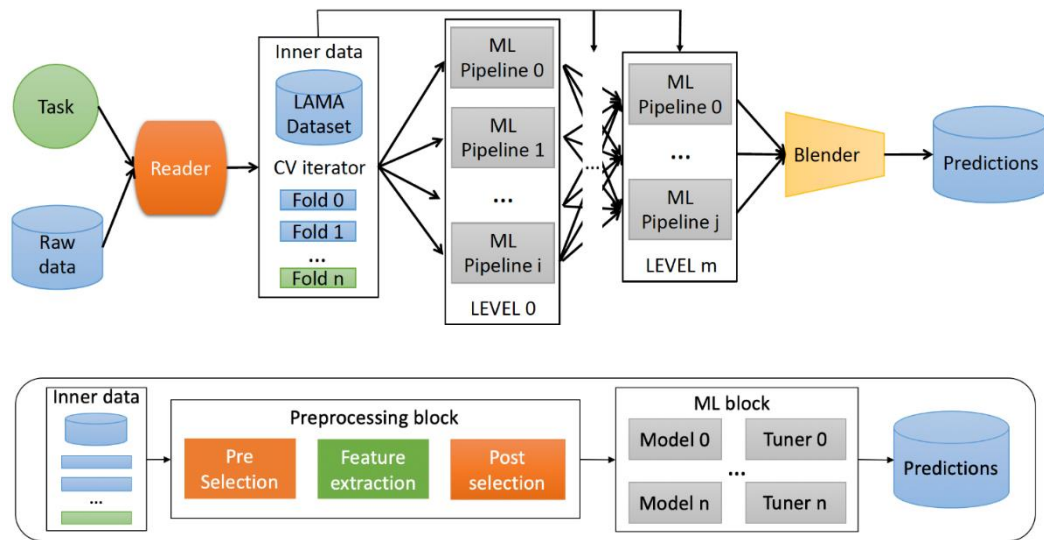 Task
Raw
data
Reader
Inner data
LAMA
Dataset
CV iterator
Fold 0
Fold 1
...
Fold n
ML
Pipeline 0
ML
Pipeline 1
...
ML
Pipeline i
LEVEL 0
...
ML
Pipeline 0
...
ML
Pipeline j
LEVEL m
Blender
Predictions
Inner data
...
Preprocessing block
Pre
Selection
Feature
extraction
Post
selection
ML block
Model 0
Tuner 0
...
Model n
Tuner n
Predictions